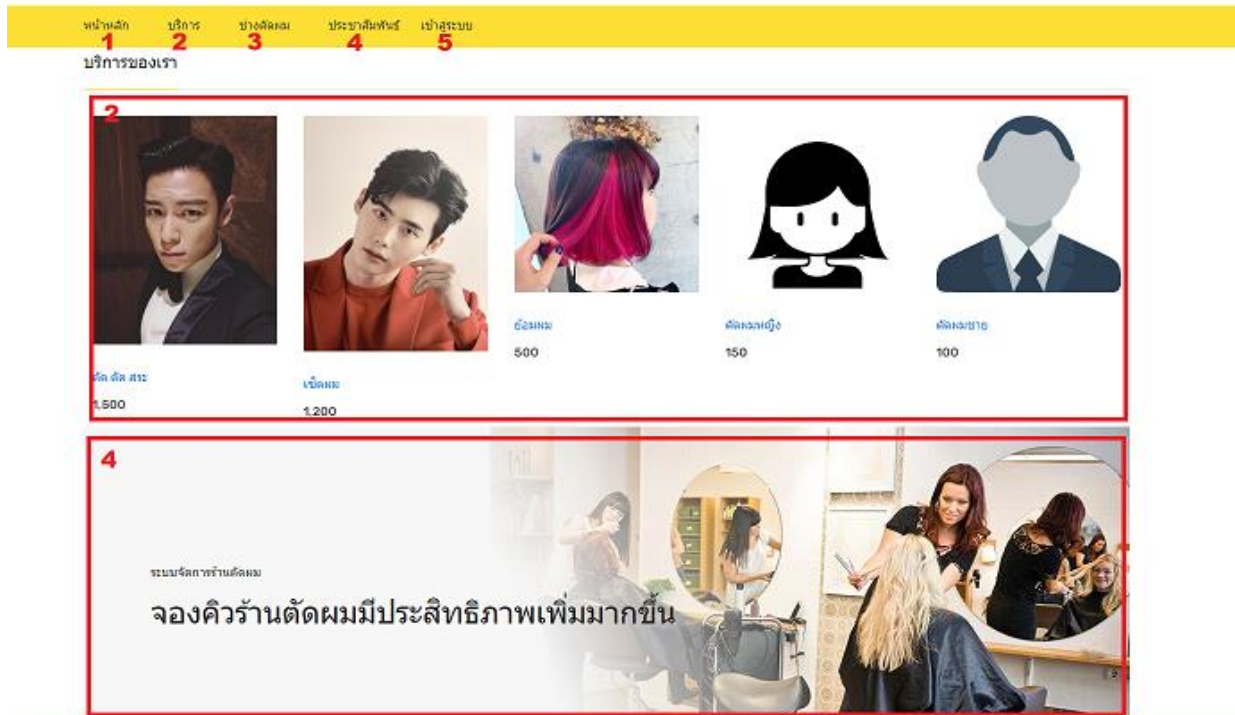 หน้าหลัก บริการ ช่างตัดผม ประชาสัมพันธ์ เข้าสู่ระบบ
1 2 3 4 5
บริการของเรา
2
ย้อมผม ตัดผมหญิง ตัดผมชาย
500 150 100
ตัด ดัด สระ เซ็ตผม
1,500 1,200
4
ระบบจัดการร้านตัดผม
จองคิวร้านตัดผมมีประสิทธิภาพเพิ่มมากขึ้น